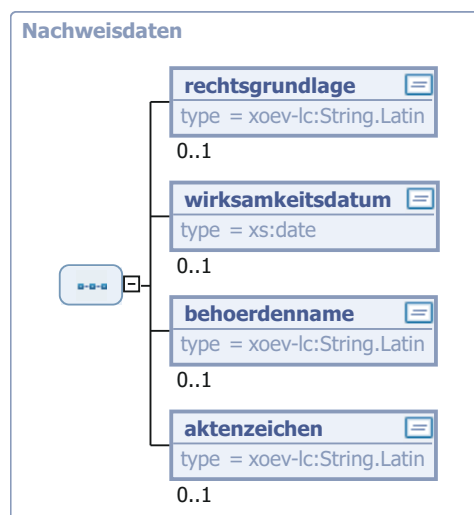 Nachweisdaten
rechtsgrundlage
type = xoev-lc:String.Latin
0..1
wirksamkeitsdatum
type = xs:date
0..1
behoerdenname
type = xoev-lc:String.Latin
0..1
aktenzeichen
type = xoev-lc:String.Latin
0..1